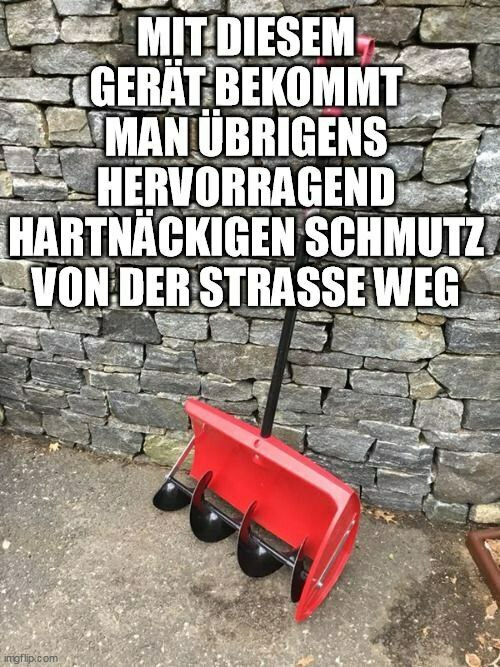 MIT DIESEM
GERÄT BEKOMMT
MAN ÜBRIGENS
HERVORRAGEND
HARTNÄCKIGEN SCHMUTZ
VON DER STRASSE WEG
imgflip.com